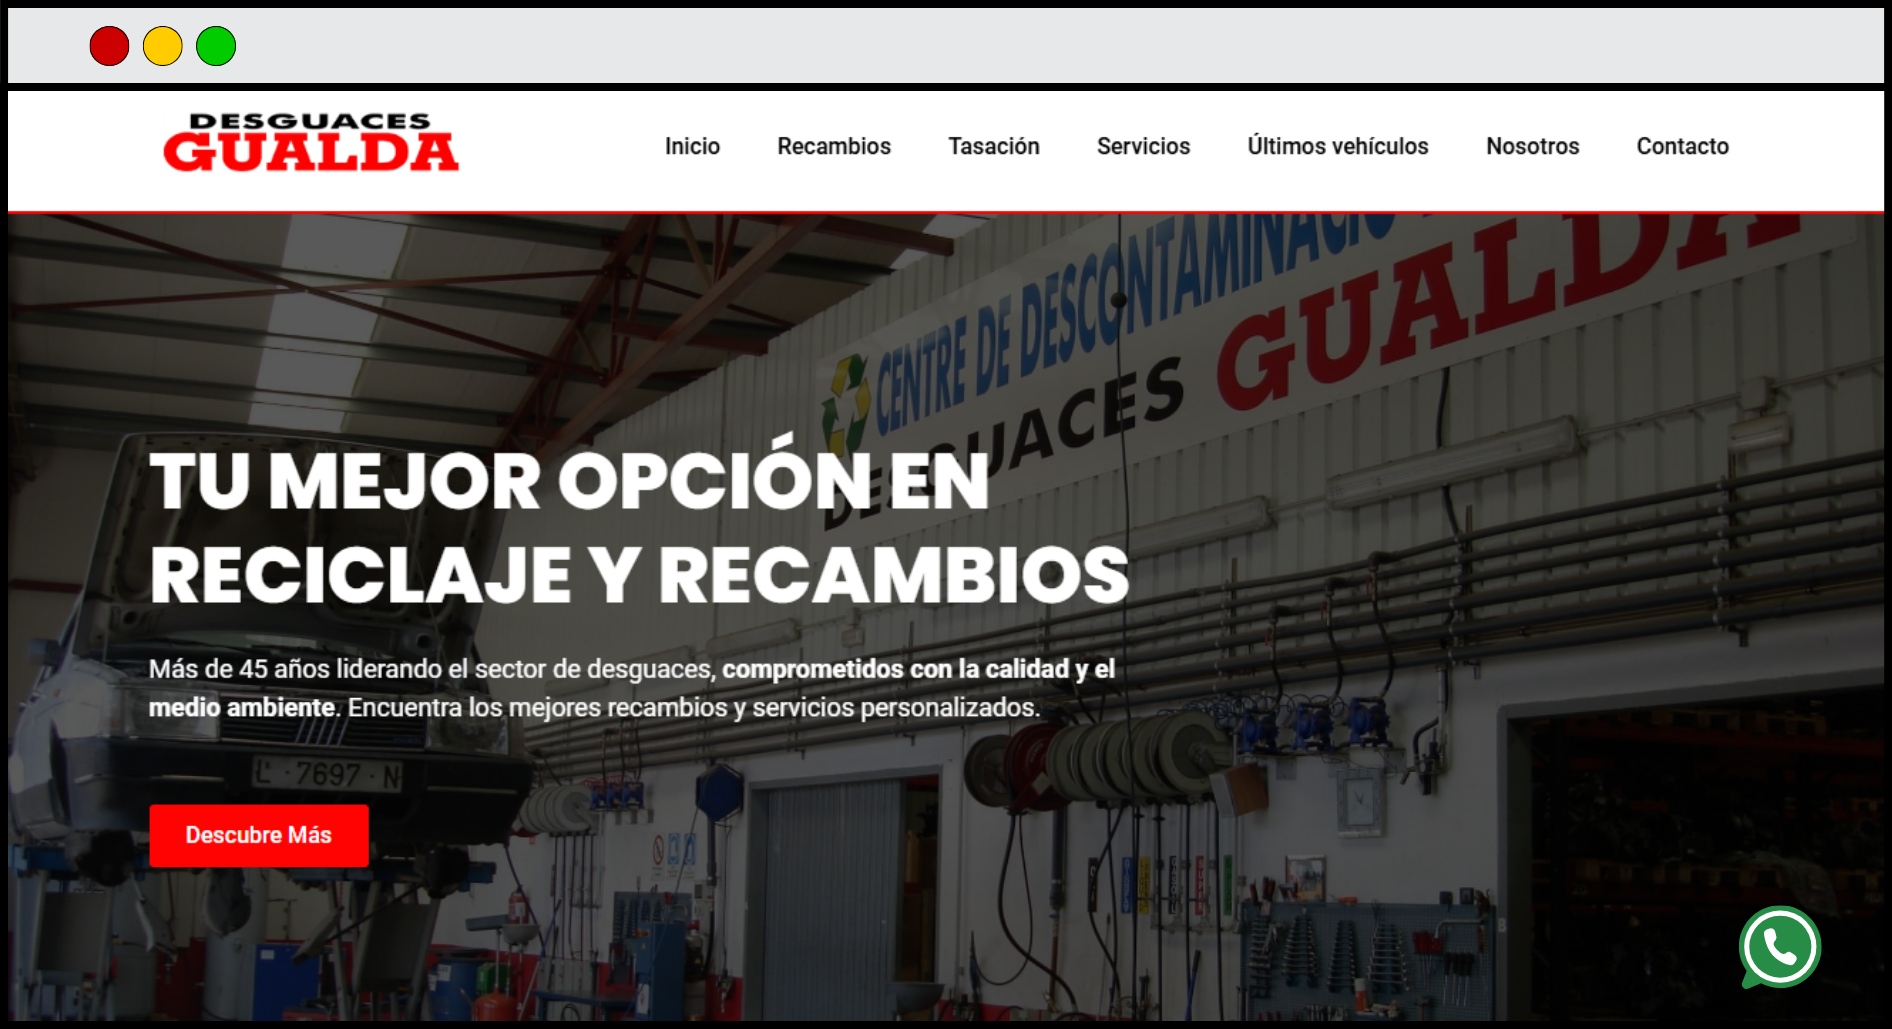 DESGUACES
GUALDA
Inicio
Recambios
Tasación
Servicios
Últimos vehículos
Nosotros
Contacto
CENTRE DE DESCONTAMINACIÓ
DESGUACES GUALDA
TU MEJOR OPCIÓN EN
RECICLAJE Y RECAMBIOS
Más de 45 años liderando el sector de desguaces, comprometidos con la calidad y el
medio ambiente. Encuentra los mejores recambios y servicios personalizados.
L · 7697 · N
Descubre Más